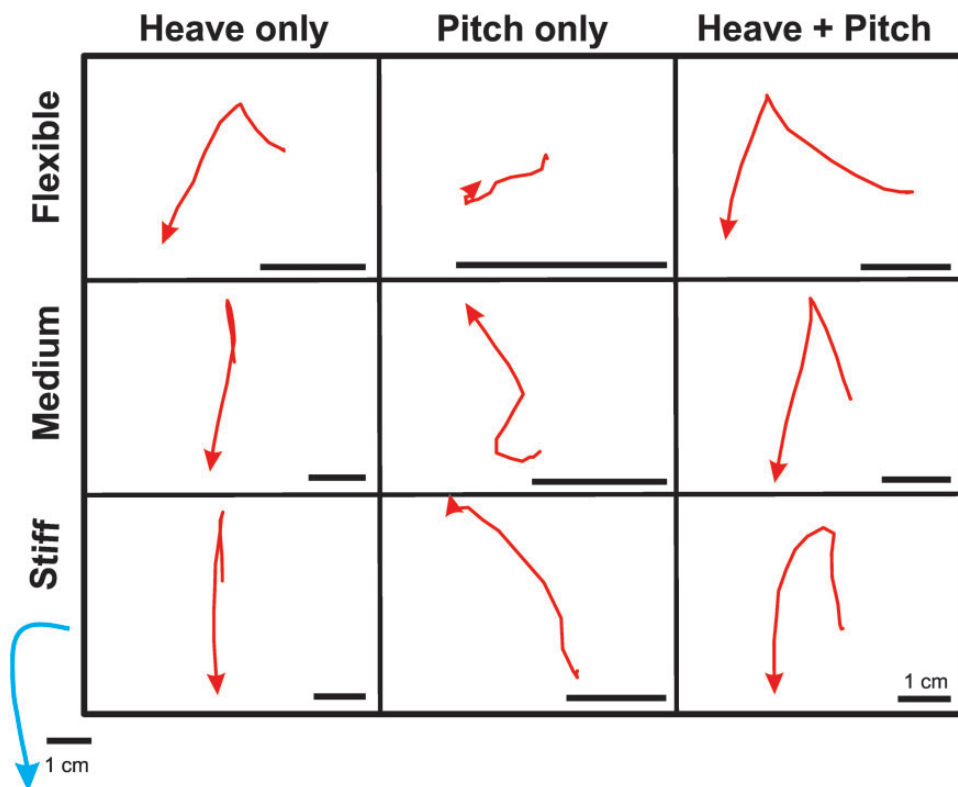 Heave only Pitch only Heave + Pitch
Flexible
Medium
Stiff
1 cm
1 cm